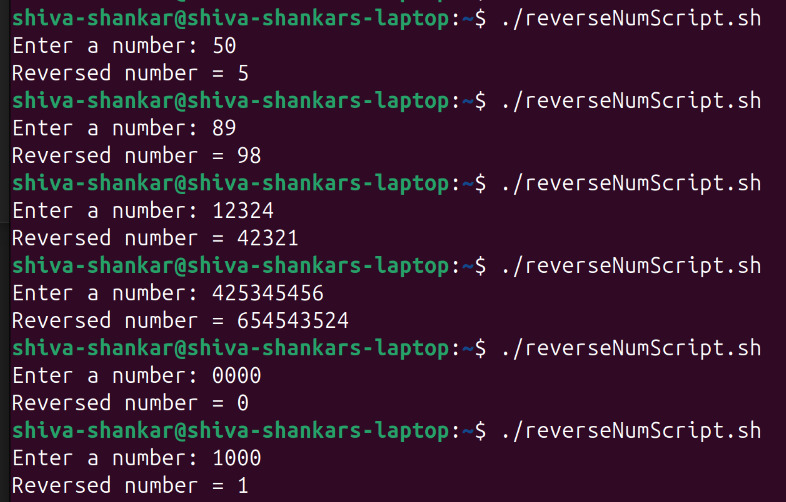 shiva-shankar@shiva-shankars-laptop:~$ ./reverseNumScript.sh
Enter a number: 50
Reversed number = 5
shiva-shankar@shiva-shankars-laptop:~$ ./reverseNumScript.sh
Enter a number: 89
Reversed number = 98
shiva-shankar@shiva-shankars-laptop:~$ ./reverseNumScript.sh
Enter a number: 12324
Reversed number = 42321
shiva-shankar@shiva-shankars-laptop:~$ ./reverseNumScript.sh
Enter a number: 425345456
Reversed number = 654543524
shiva-shankar@shiva-shankars-laptop:~$ ./reverseNumScript.sh
Enter a number: 0000
Reversed number = 0
shiva-shankar@shiva-shankars-laptop:~$ ./reverseNumScript.sh
Enter a number: 1000
Reversed number = 1